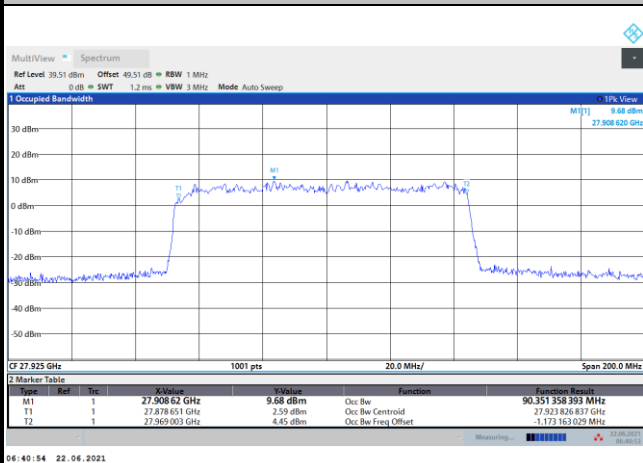 MultiView Spectrum
Ref Level 39.51 dBm Offset 49.51 dB RBW 1 MHz
Att 0 dB SWT 1.2 ms VBW 3 MHz Mode Auto Sweep
1 Occupied Bandwidth 1Pk View
M1[1] 9.68 dBm
27.908 620 GHz
30 dBm
20 dBm
M1
10 dBm
T1 T2
0 dBm
-10 dBm
-20 dBm
-30 dBm
-40 dBm
-50 dBm
CF 27.925 GHz 1001 pts 20.0 MHz/ Span 200.0 MHz
2 Marker Table
Type Ref Trc X-Value Y-Value Function Function Result
M1 1 27.908 62 GHz 9.68 dBm Occ Bw 90.351 358 393 MHz
T1 1 27.878 651 GHz 2.59 dBm Occ Bw Centroid 27.923 826 837 GHz
T2 1 27.969 003 GHz 4.45 dBm Occ Bw Freq Offset -1.173 163 029 MHz
Measuring... 22.06.2021
06:40:53
06:40:54 22.06.2021